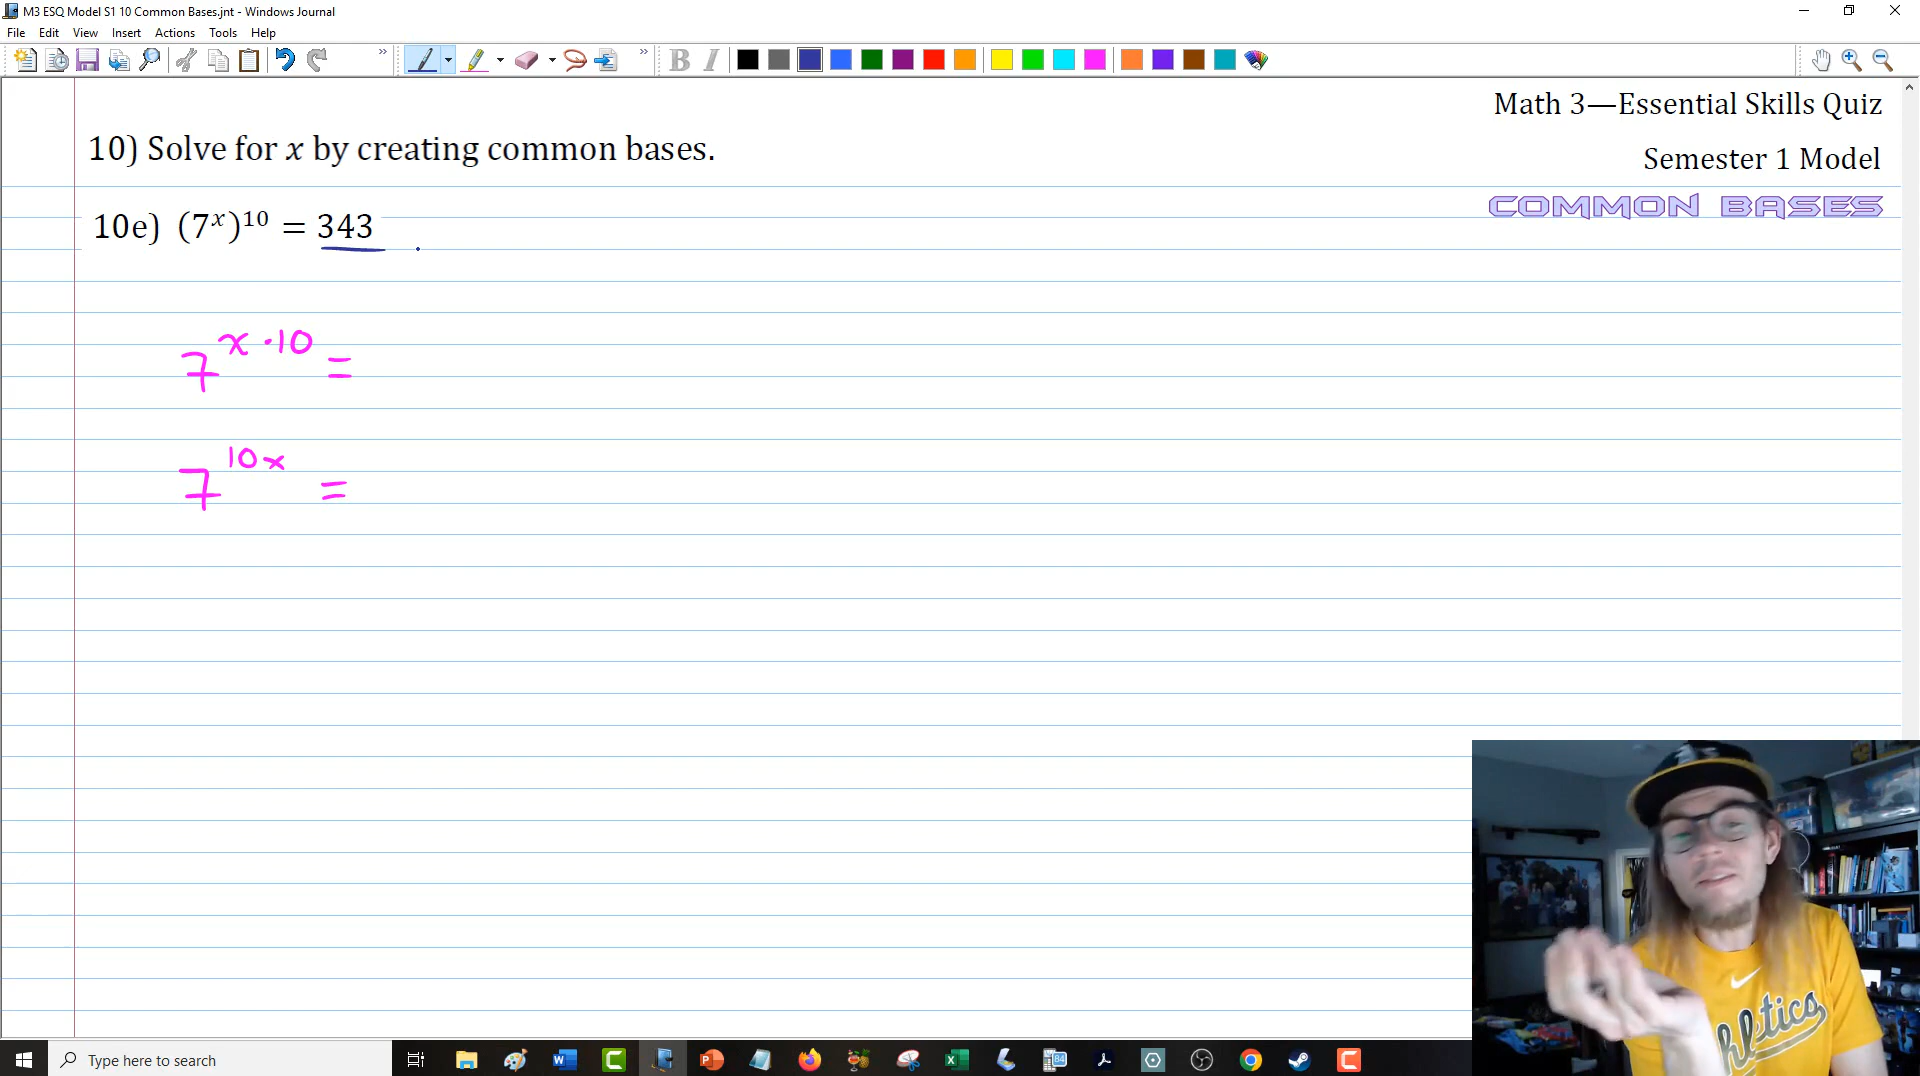 M3 ESQ Model S1 10 Common Bases.jnt - Windows Journal
File Edit View Insert Actions Tools Help
Math 3—Essential Skills Quiz
10) Solve for x by creating common bases.
Semester 1 Model
COMMON BASES
10e) (7^x)^10 = 343
7^x·10 =
7^10x =
Type here to search